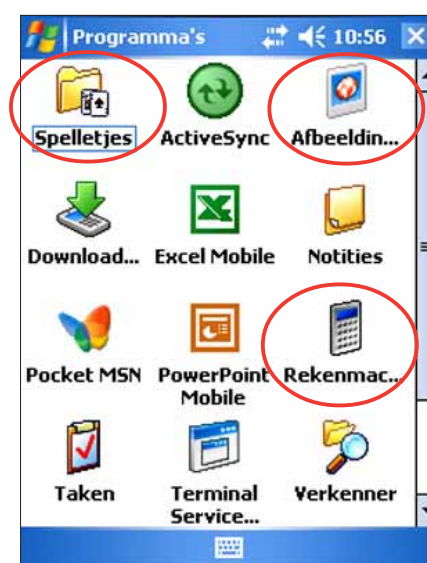 Programma's 10:56
Spelletjes ActiveSync Afbeeldin...
Download... Excel Mobile Notities
Pocket MSN PowerPoint Mobile Rekenmac...
Taken Terminal Service... Verkenner